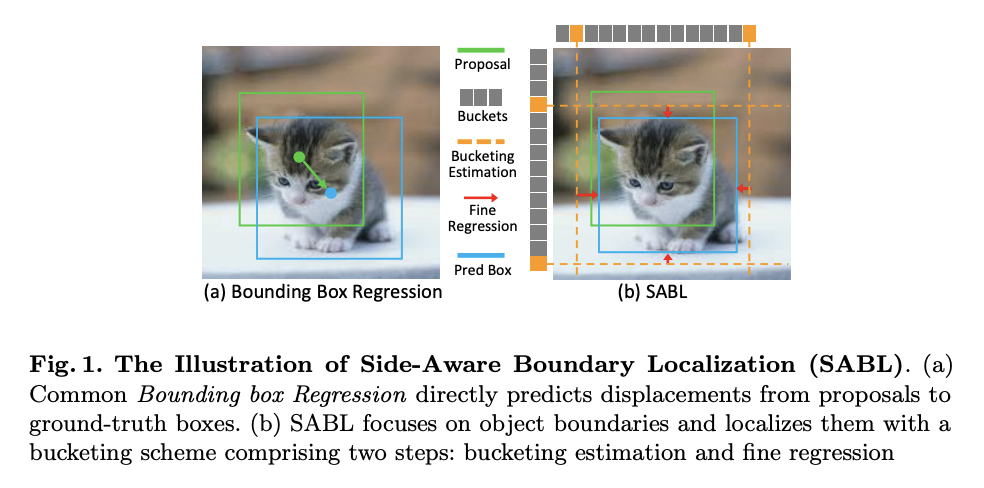 Proposal
Buckets
Bucketing
Estimation
Fine
Regression
Pred Box
(a) Bounding Box Regression
(b) SABL
Fig. 1. The Illustration of Side-Aware Boundary Localization (SABL). (a)
Common Bounding box Regression directly predicts displacements from proposals to
ground-truth boxes. (b) SABL focuses on object boundaries and localizes them with a
bucketing scheme comprising two steps: bucketing estimation and fine regression